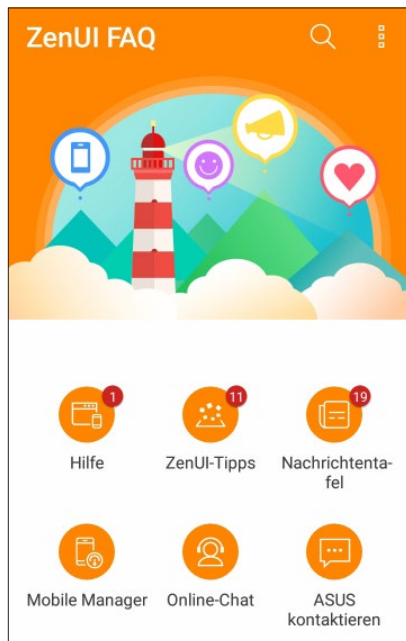 ZenUI FAQ
1
11
19
Hilfe
ZenUI-Tipps
Nachrichtenta-
fel
Mobile Manager
Online-Chat
ASUS
kontaktieren